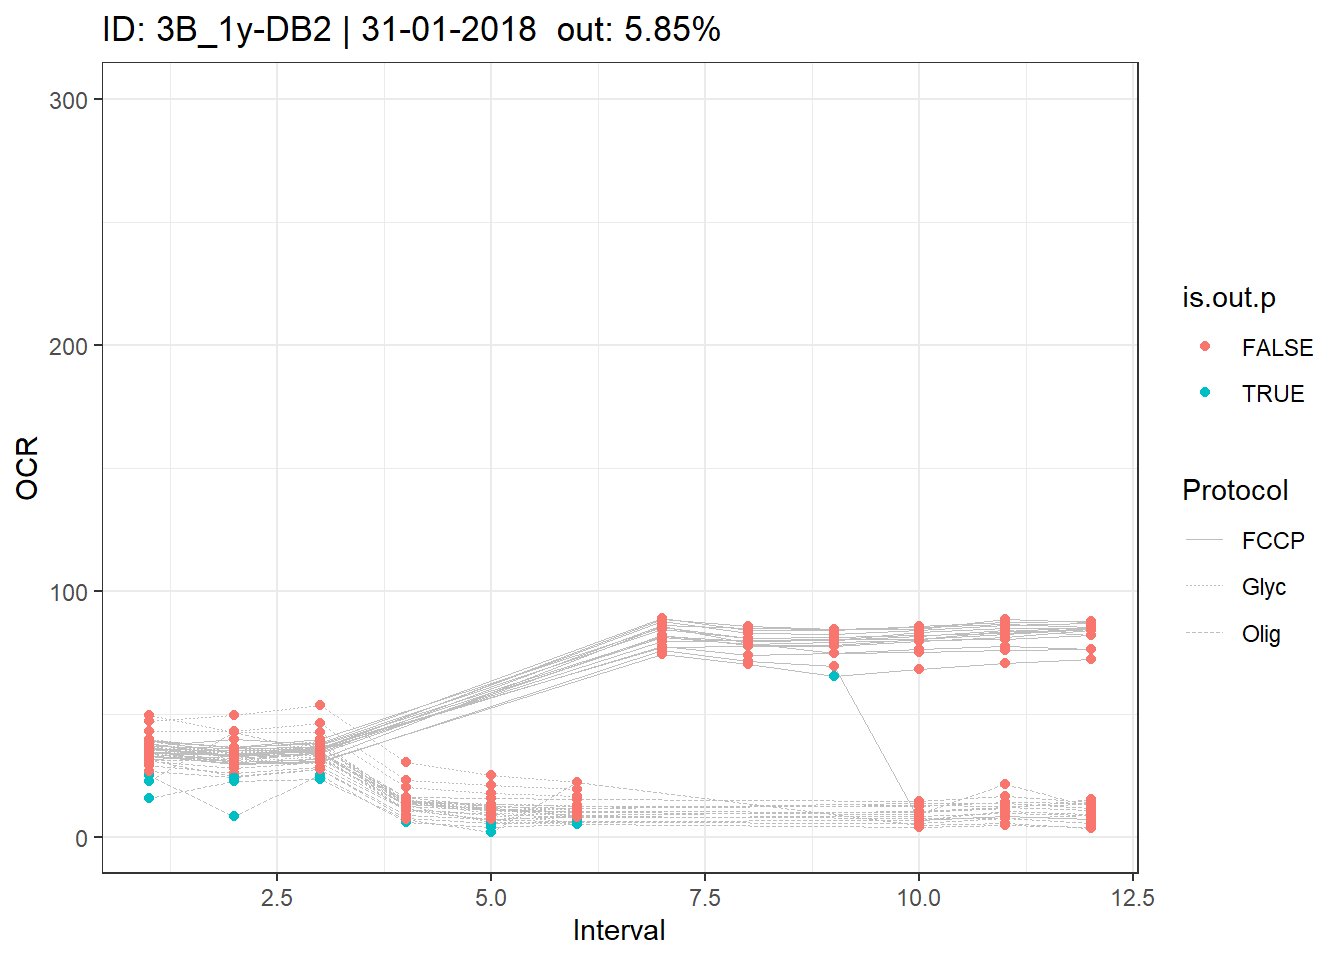 ID: 3B_1y-DB2 | 31-01-2018  out: 5.85%
300
200
100
0
OCR
2.5
5.0
7.5
10.0
12.5
Interval
is.out.p
FALSE
TRUE
Protocol
FCCP
Glyc
Olig